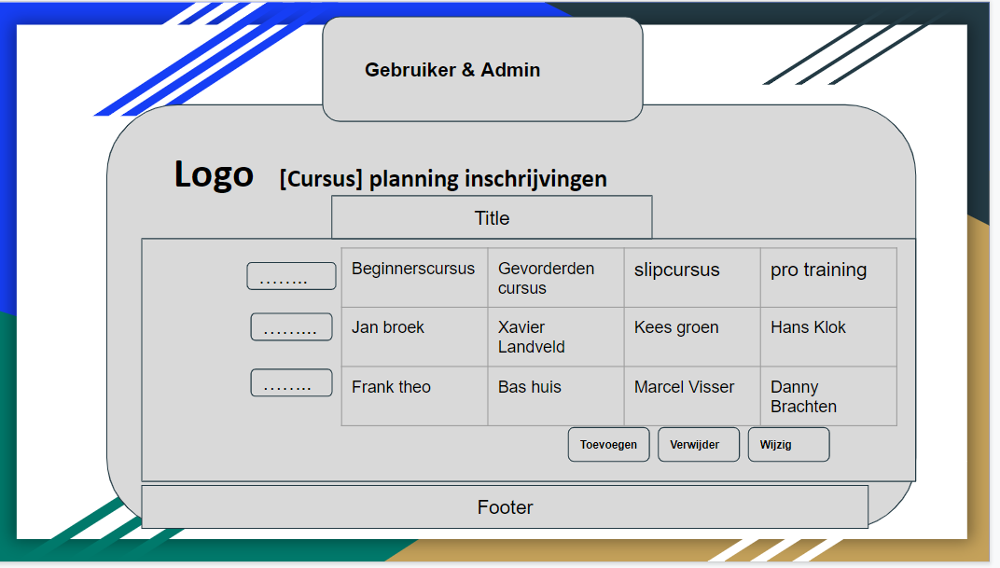 Gebruiker & Admin
Logo [Cursus] planning inschrijvingen
Title
........ Beginnerscursus Gevorderden cursus slipcursus pro training
......... Jan broek Xavier Landveld Kees groen Hans Klok
........ Frank theo Bas huis Marcel Visser Danny Brachten
Toevoegen Verwijder Wijzig
Footer